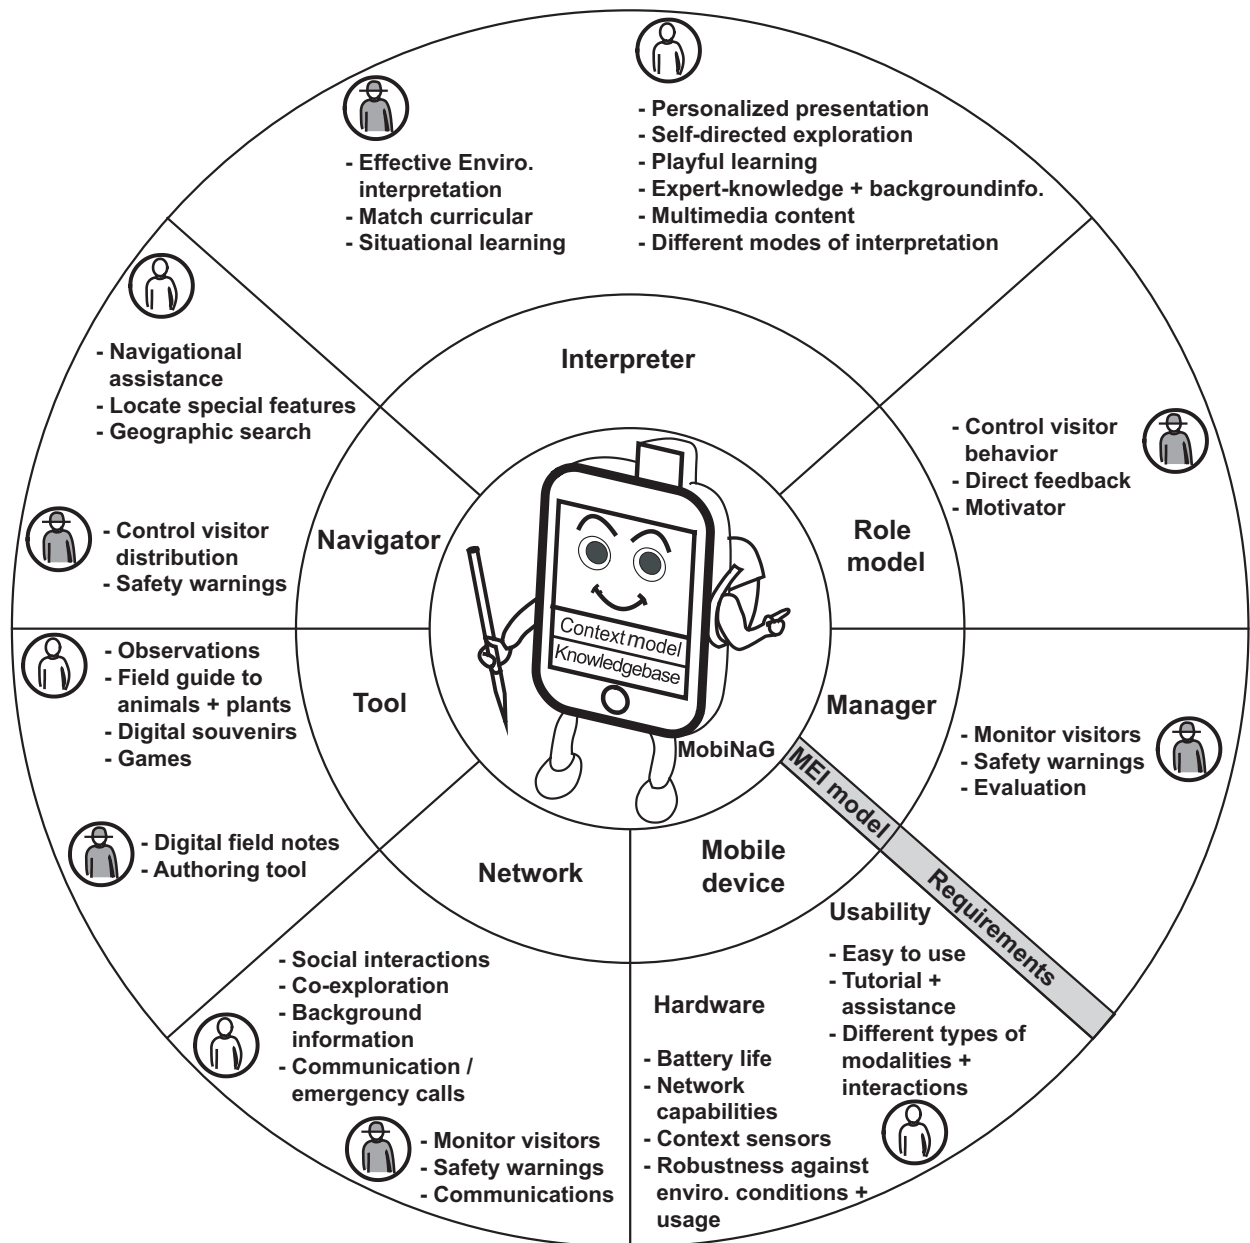 - Personalized presentation
- Self-directed exploration
- Playful learning
- Expert-knowledge + backgroundinfo.
- Multimedia content
- Different modes of interpretation
- Effective Enviro.
interpretation
- Match curricular
- Situational learning
Interpreter
- Navigational
assistance
- Locate special features
- Geographic search
- Control visitor
distribution
- Safety warnings
Navigator
- Control visitor
behavior
- Direct feedback
- Motivator
Role
model
Context model
Knowledgebase
MobiNaG
- Observations
- Field guide to
animals + plants
- Digital souvenirs
- Games
- Digital field notes
- Authoring tool
Tool
Manager
- Monitor visitors
- Safety warnings
- Evaluation
MEI model
Requirements
Network
- Social interactions
- Co-exploration
- Background
information
- Communication /
emergency calls
- Monitor visitors
- Safety warnings
- Communications
Mobile
device
Usability
- Easy to use
- Tutorial +
assistance
- Different types of
modalities +
interactions
Hardware
- Battery life
- Network
capabilities
- Context sensors
- Robustness against
enviro. conditions +
usage